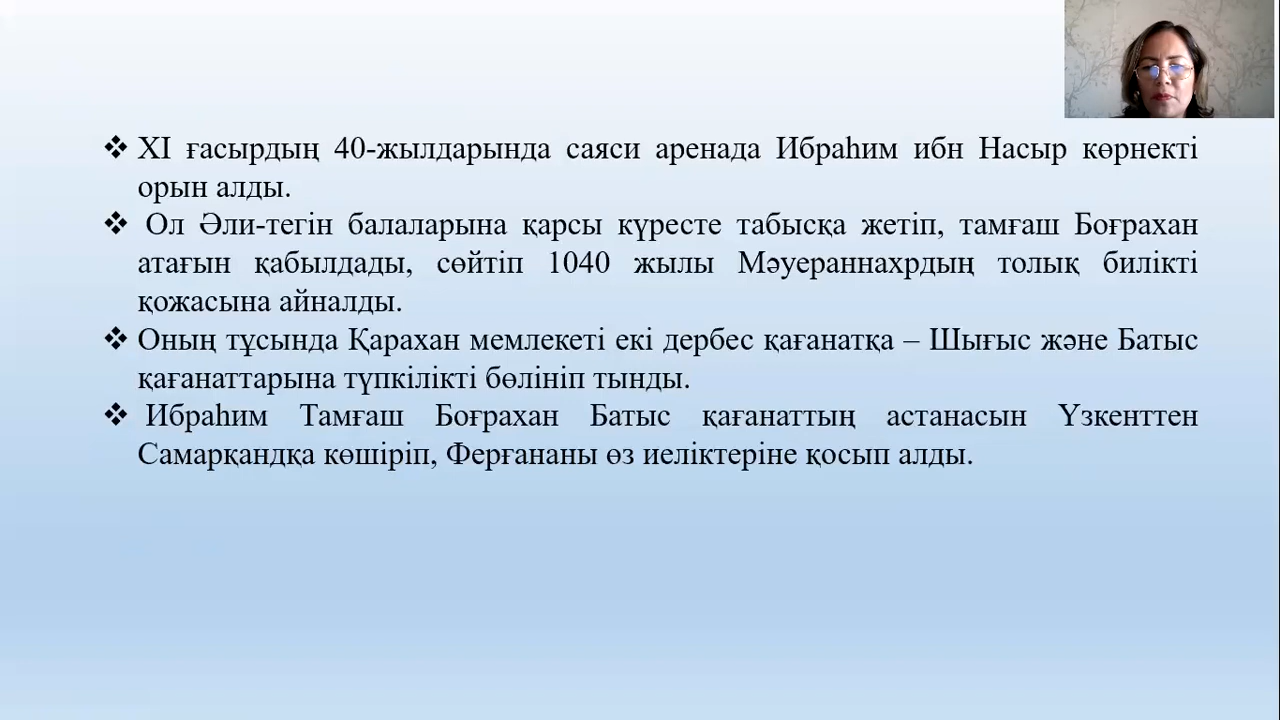 ❖ XI ғасырдың 40-жылдарында саяси аренада Ибраһим ибн Насыр көрнекті
орын алды.
❖ Ол Әли-тегін балаларына қарсы күресте табысқа жетіп, тамғаш Боғрахан
атағын қабылдады, сөйтіп 1040 жылы Мәуераннахрдың толық билікті
қожасына айналды.
❖ Оның тұсында Қарахан мемлекеті екі дербес қағанатқа – Шығыс және Батыс
қағанаттарына түпкілікті бөлініп тынды.
❖ Ибраһим Тамғаш Боғрахан Батыс қағанаттың астанасын Үзкенттен
Самарқандқа көшіріп, Ферғананы өз иеліктеріне қосып алды.